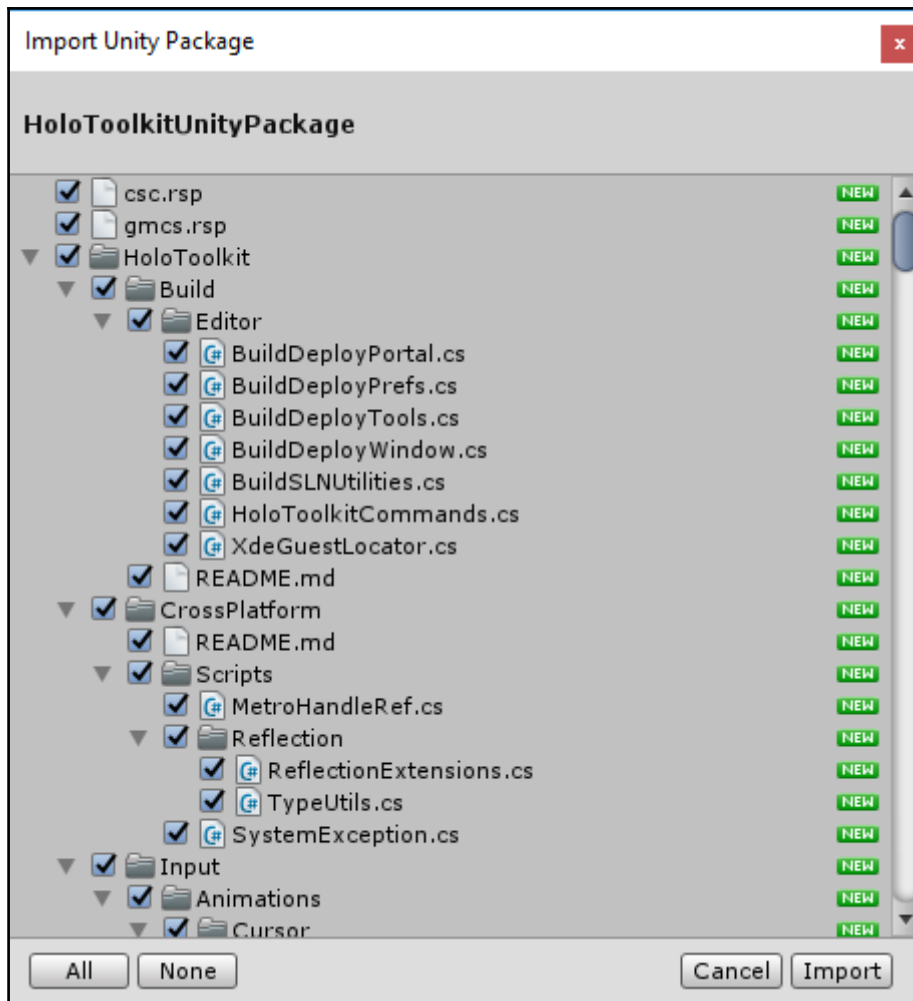 Import Unity Package
x
HoloToolkitUnityPackage
csc.rsp NEW
gmcs.rsp NEW
HoloToolkit NEW
Build NEW
Editor NEW
C# BuildDeployPortal.cs NEW
C# BuildDeployPrefs.cs NEW
C# BuildDeployTools.cs NEW
C# BuildDeployWindow.cs NEW
C# BuildSLNUtilities.cs NEW
C# HoloToolkitCommands.cs NEW
C# XdeGuestLocator.cs NEW
README.md NEW
CrossPlatform NEW
README.md NEW
Scripts NEW
C# MetroHandleRef.cs NEW
Reflection NEW
C# ReflectionExtensions.cs NEW
C# TypeUtils.cs NEW
C# SystemException.cs NEW
Input NEW
Animations NEW
Cursor NEW
All None Cancel Import